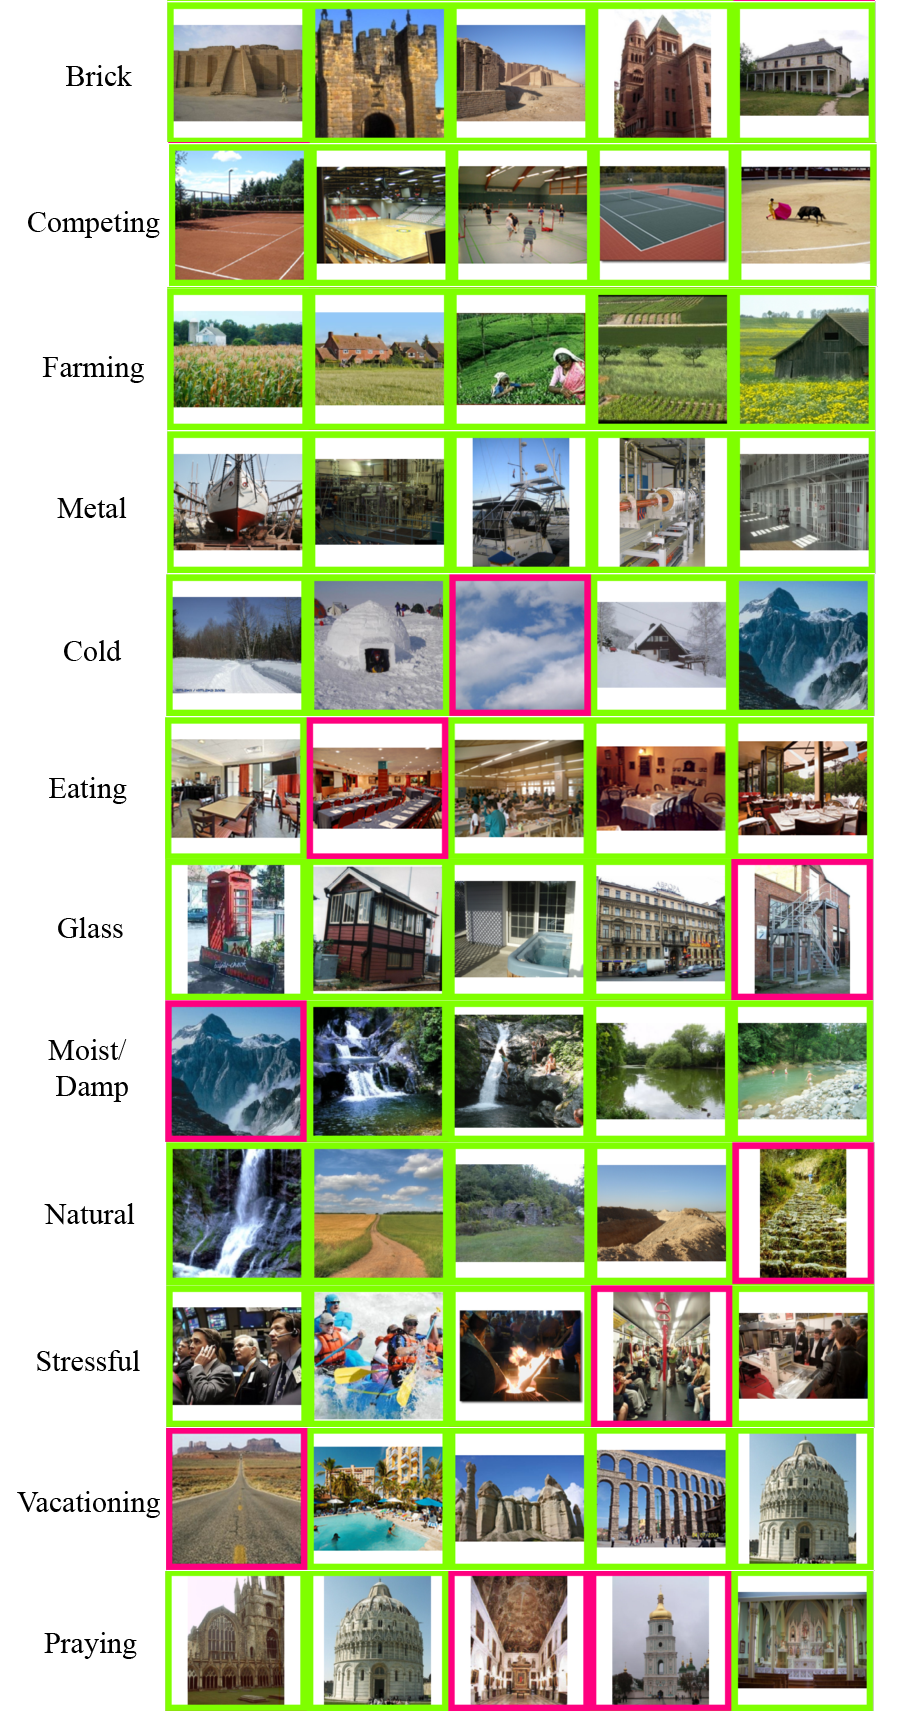 Brick
Competing
Farming
Metal
Cold
Eating
Glass
Moist/
Damp
Natural
Stressful
Vacationing
Praying